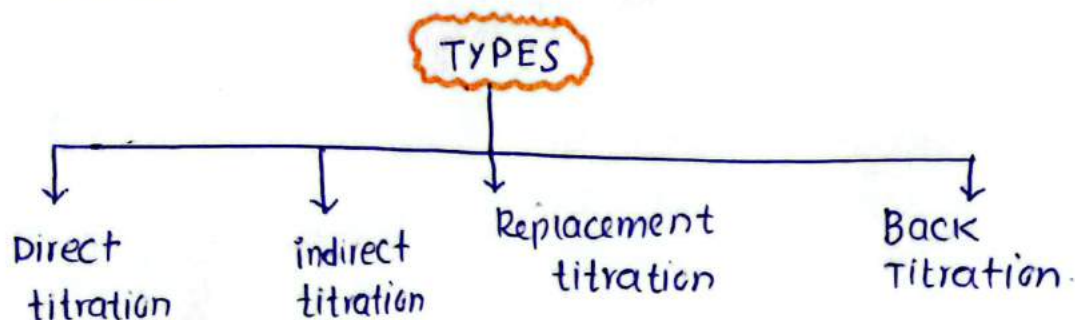 TYPES
Direct
titration
indirect
titration
Replacement
titration
BACK
Titration.